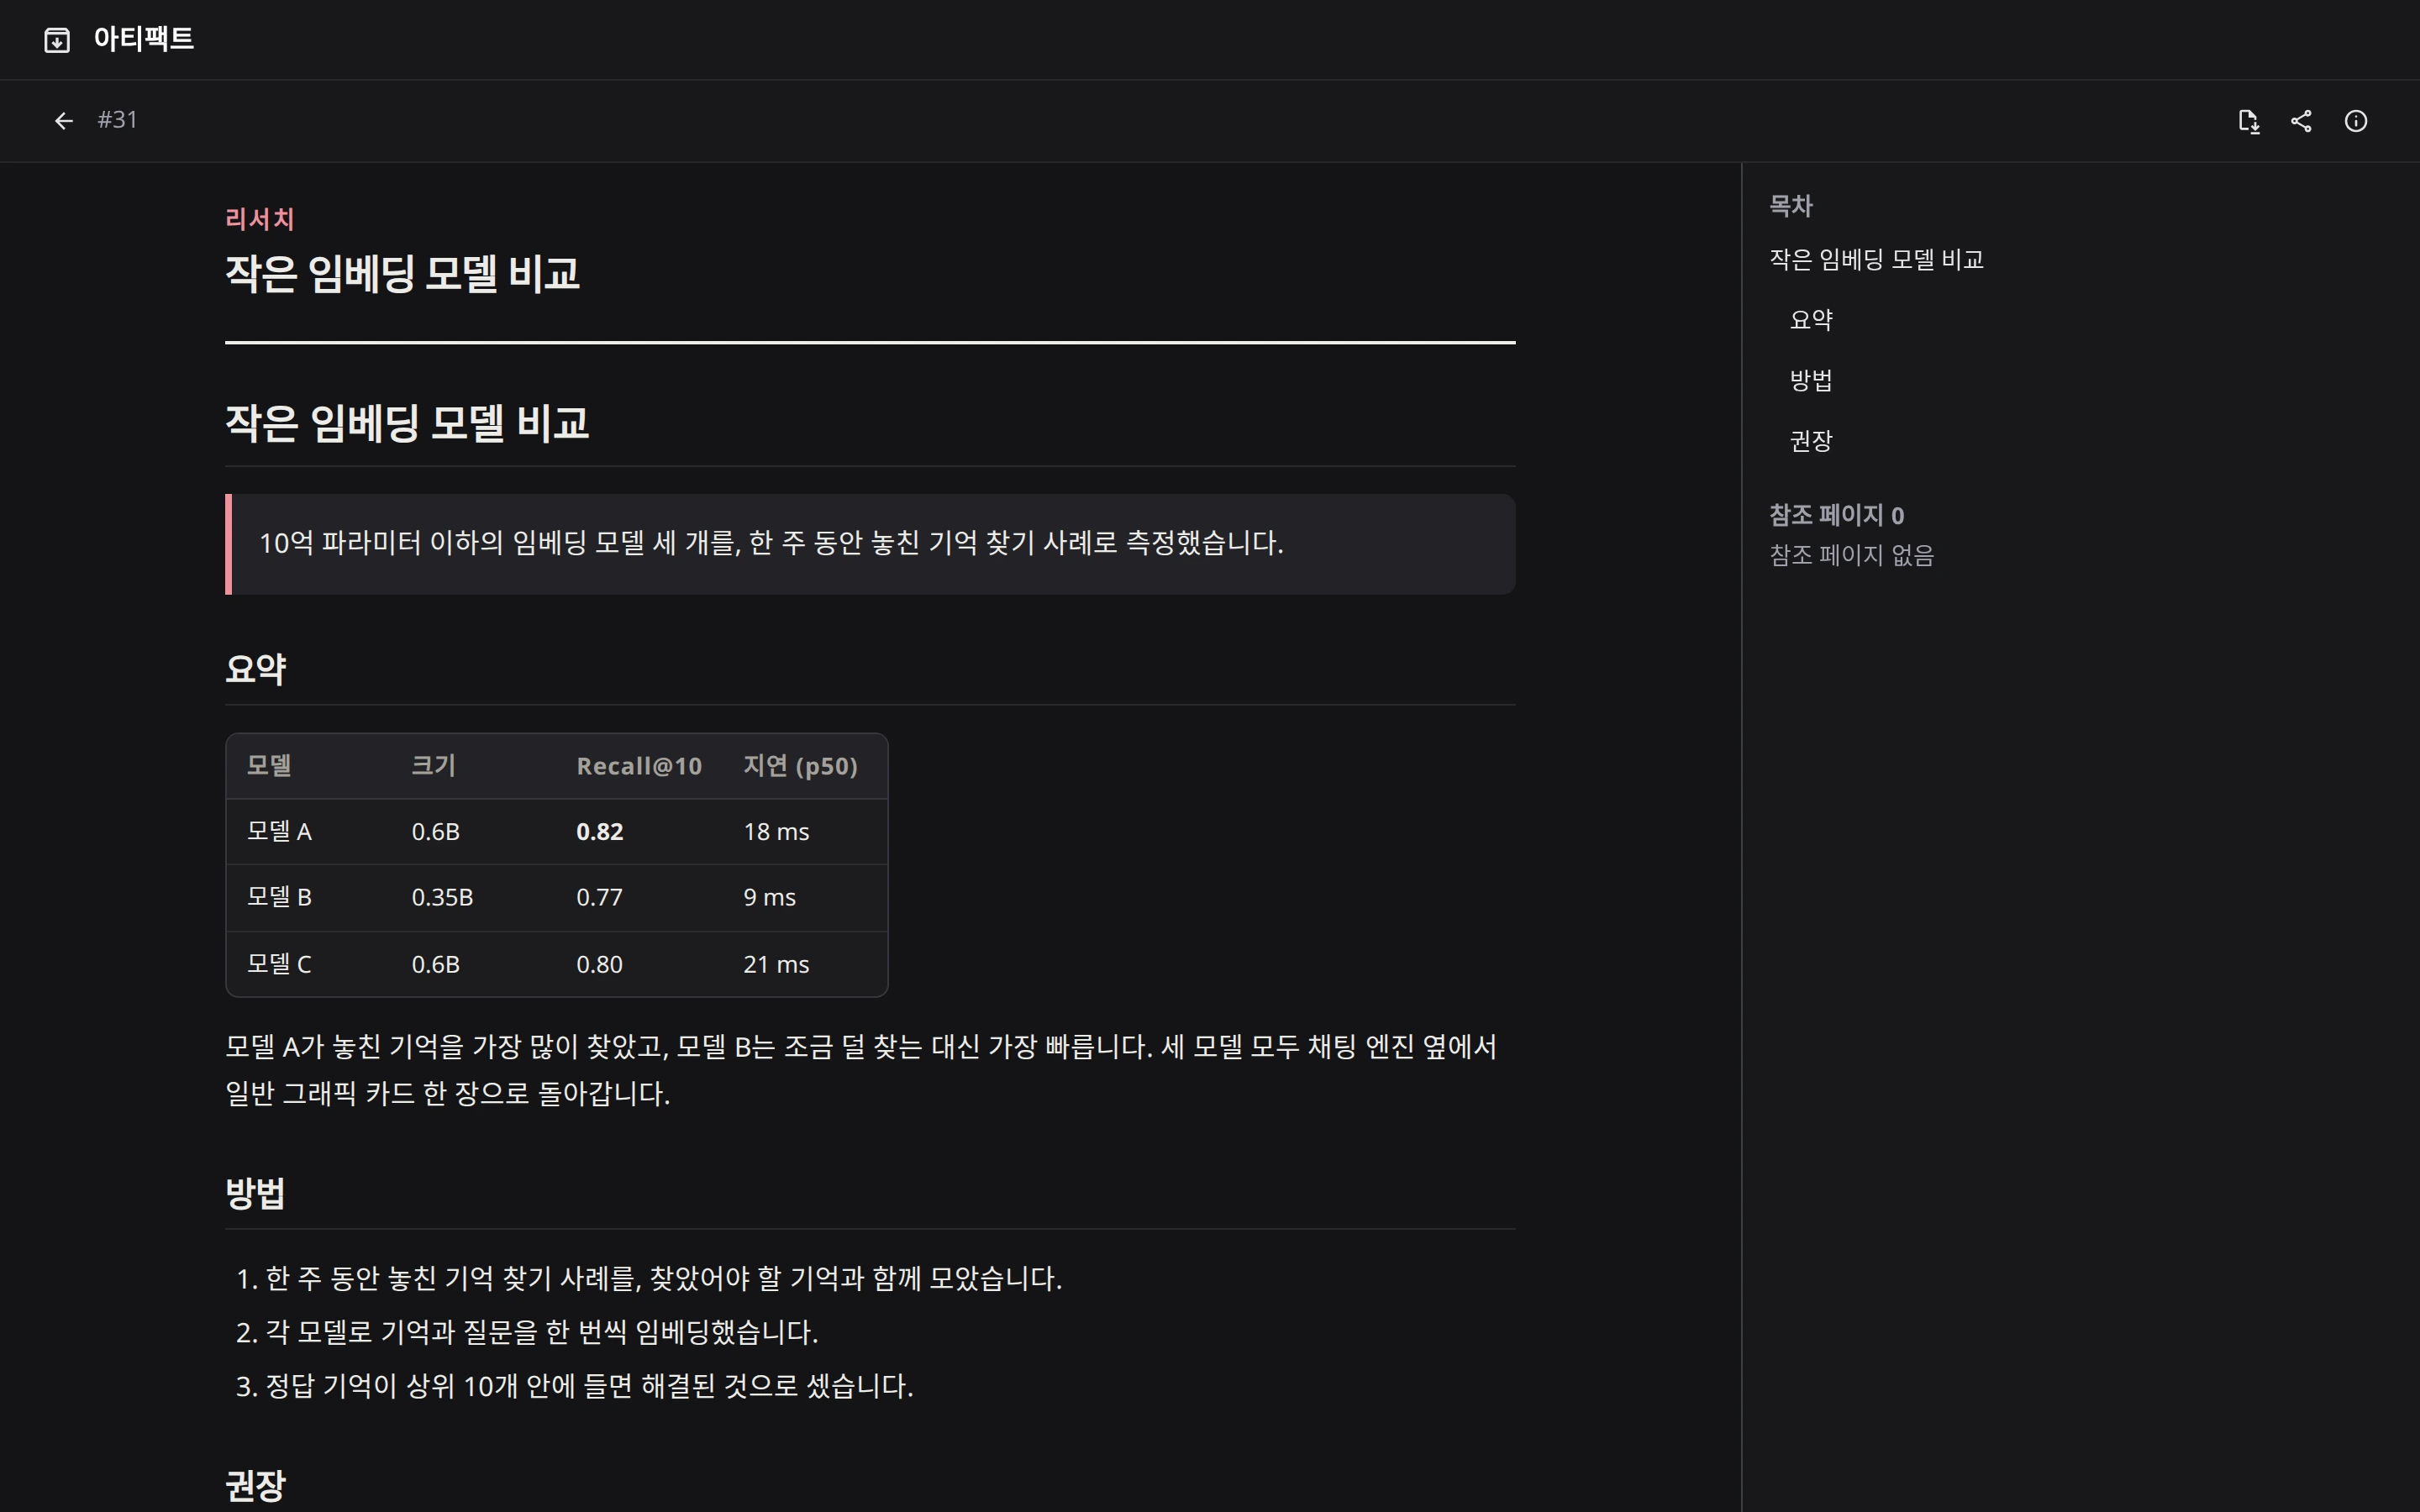 아티팩트
#31
리서치
작은 임베딩 모델 비교
작은 임베딩 모델 비교
10억 파라미터 이하의 임베딩 모델 세 개를, 한 주 동안 놓친 기억 찾기 사례로 측정했습니다.
요약
모델 크기 Recall@10 지연 (p50)
모델 A 0.6B 0.82 18 ms
모델 B 0.35B 0.77 9 ms
모델 C 0.6B 0.80 21 ms
모델 A가 놓친 기억을 가장 많이 찾았고, 모델 B는 조금 덜 찾는 대신 가장 빠릅니다. 세 모델 모두 채팅 엔진 옆에서
일반 그래픽 카드 한 장으로 돌아갑니다.
방법
1. 한 주 동안 놓친 기억 찾기 사례를, 찾았어야 할 기억과 함께 모았습니다.
2. 각 모델로 기억과 질문을 한 번씩 임베딩했습니다.
3. 정답 기억이 상위 10개 안에 들면 해결된 것으로 셌습니다.
권장
목차
작은 임베딩 모델 비교
요약
방법
권장
참조 페이지 0
참조 페이지 없음